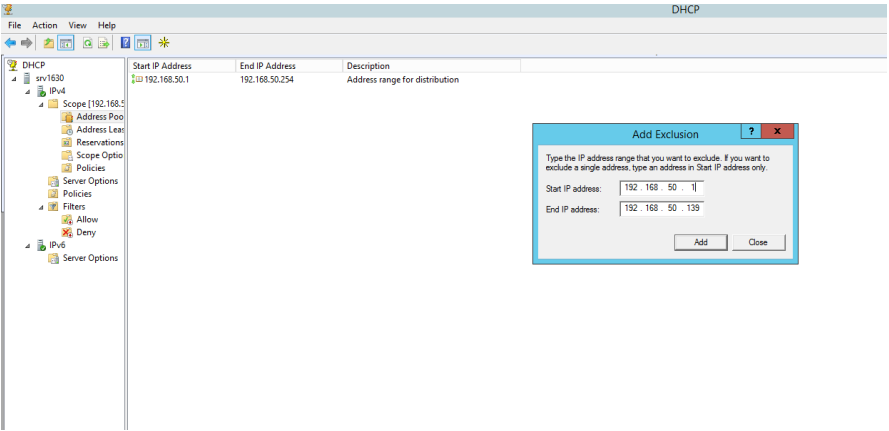 DHCP
File Action View Help
DHCP
srv1630
IPv4
Scope [192.168.5
Address Poo
Address Leas
Reservations
Scope Optio
Policies
Server Options
Policies
Filters
Allow
Deny
IPv6
Server Options
Start IP Address End IP Address Description
192.168.50.1 192.168.50.254 Address range for distribution
Add Exclusion
? x
Type the IP address range that you want to exclude. If you want to
exclude a single address, type an address in Start IP address only.
Start IP address: 192 . 168 . 50 . 1
End IP address: 192 . 168 . 50 . 139
Add Close